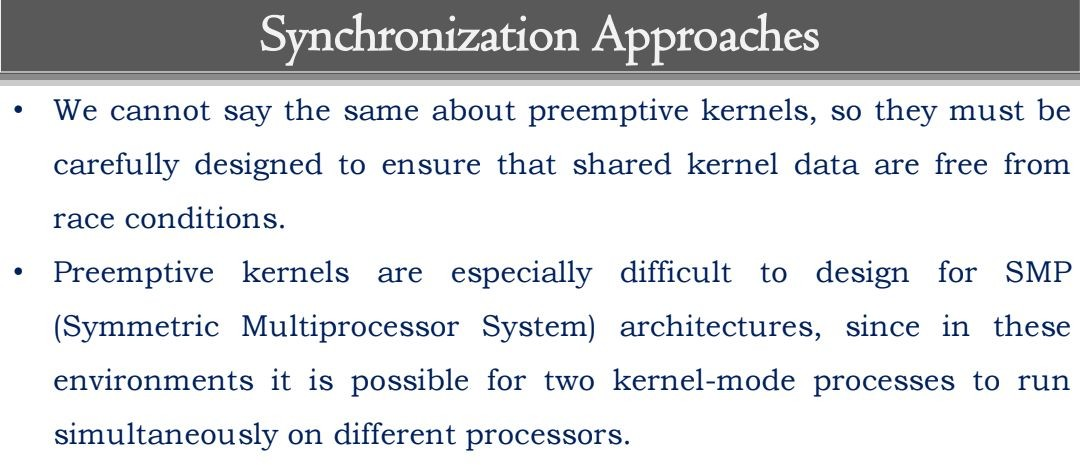 Synchronization Approaches
• We cannot say the same about preemptive kernels, so they must be
carefully designed to ensure that shared kernel data are free from
race conditions.
• Preemptive kernels are especially difficult to design for SMP
(Symmetric Multiprocessor System) architectures, since in these
environments it is possible for two kernel-mode processes to run
simultaneously on different processors.